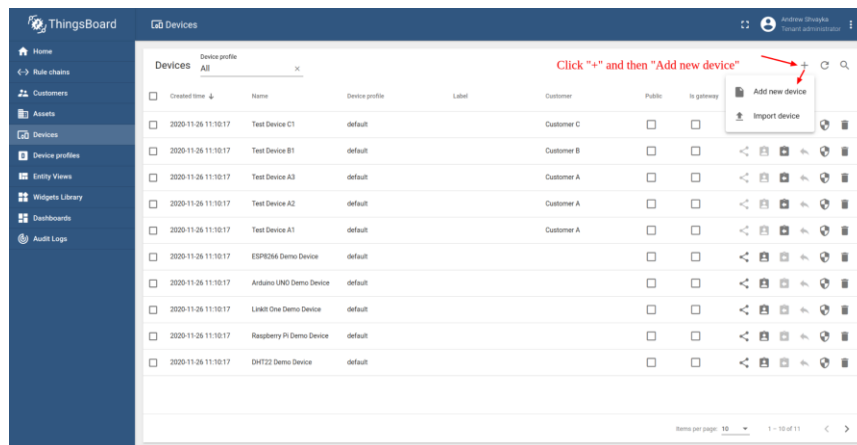 ThingsBoard
Devices
Andrew Shvayka
Tenant administrator
Home
Rule chains
Customers
Assets
Devices
Device profiles
Entity Views
Widgets Library
Dashboards
Audit Logs
Devices
Device profile
All
Click "+" and then "Add new device"
Add new device
Import device
Created time Name Device profile Label Customer Public Is gateway
2020-11-26 11:10:17 Test Device C1 default Customer C
2020-11-26 11:10:17 Test Device B1 default Customer B
2020-11-26 11:10:17 Test Device A3 default Customer A
2020-11-26 11:10:17 Test Device A2 default Customer A
2020-11-26 11:10:17 Test Device A1 default Customer A
2020-11-26 11:10:17 ESP8266 Demo Device default
2020-11-26 11:10:17 Arduino UNO Demo Device default
2020-11-26 11:10:17 LinkIt One Demo Device default
2020-11-26 11:10:17 Raspberry Pi Demo Device default
2020-11-26 11:10:17 DHT22 Demo Device default
Items per page: 10 1 – 10 of 11